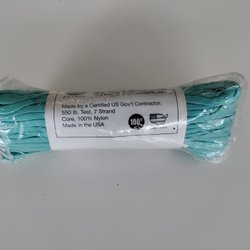 Made by a Certified US Gov't Contractor.
550 lb. Test, 7 Strand
Core, 100% Nylon
Made in the USA
100'